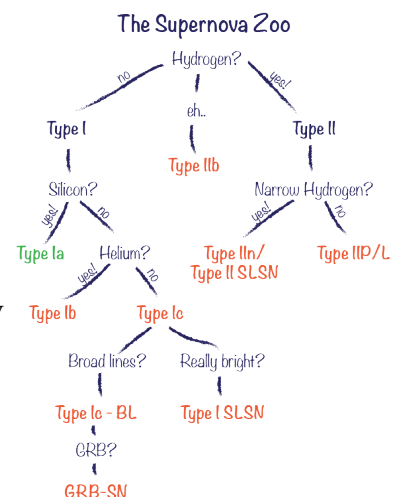 The Supernova Zoo
Hydrogen?
no
yes!
eh..
Type I
Type II
Type IIb
Silicon?
Narrow Hydrogen?
yes!
no
yes!
no
Type Ia
Helium?
Type IIn/
Type II SLSN
Type IIP/L
yes!
no
Type Ib
Type Ic
Broad lines?
Really bright?
Type Ic - BL
Type I SLSN
GRB?
GRB-SN